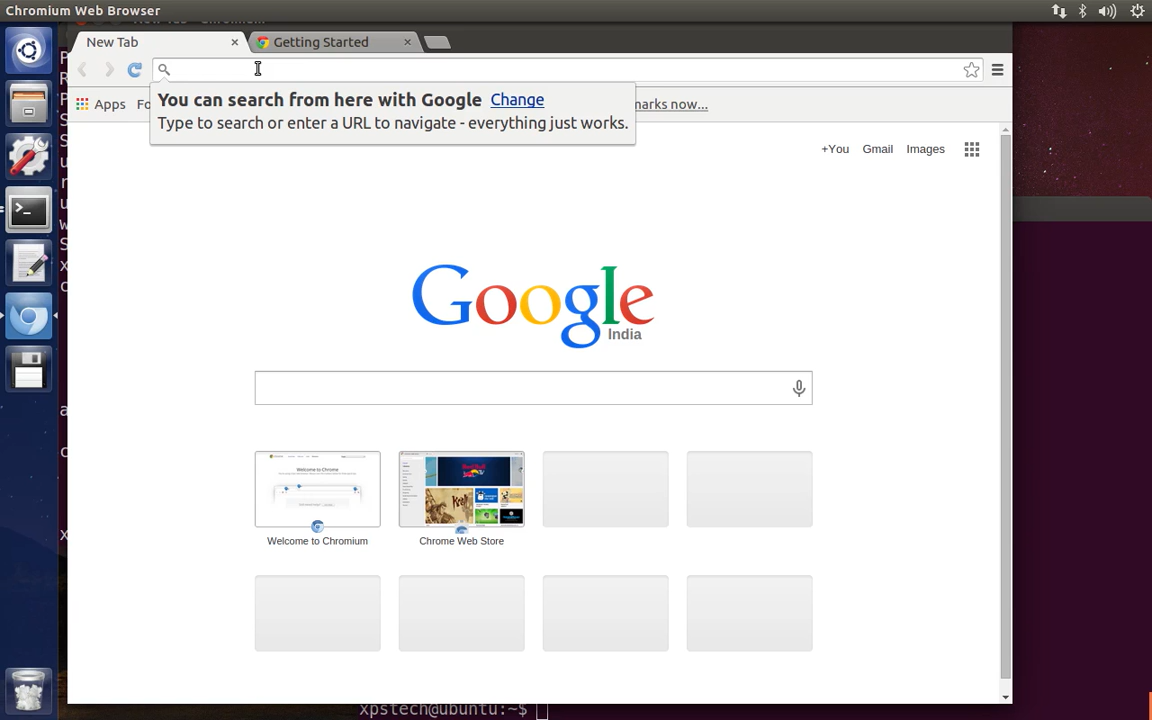 Chromium Web Browser
New Tab
Getting Started
You can search from here with Google Change
Type to search or enter a URL to navigate - everything just works.
Apps Fo
marks now...
+You Gmail Images
Google
India
Welcome to Chromium
Chrome Web Store
xpstech@ubuntu:~$